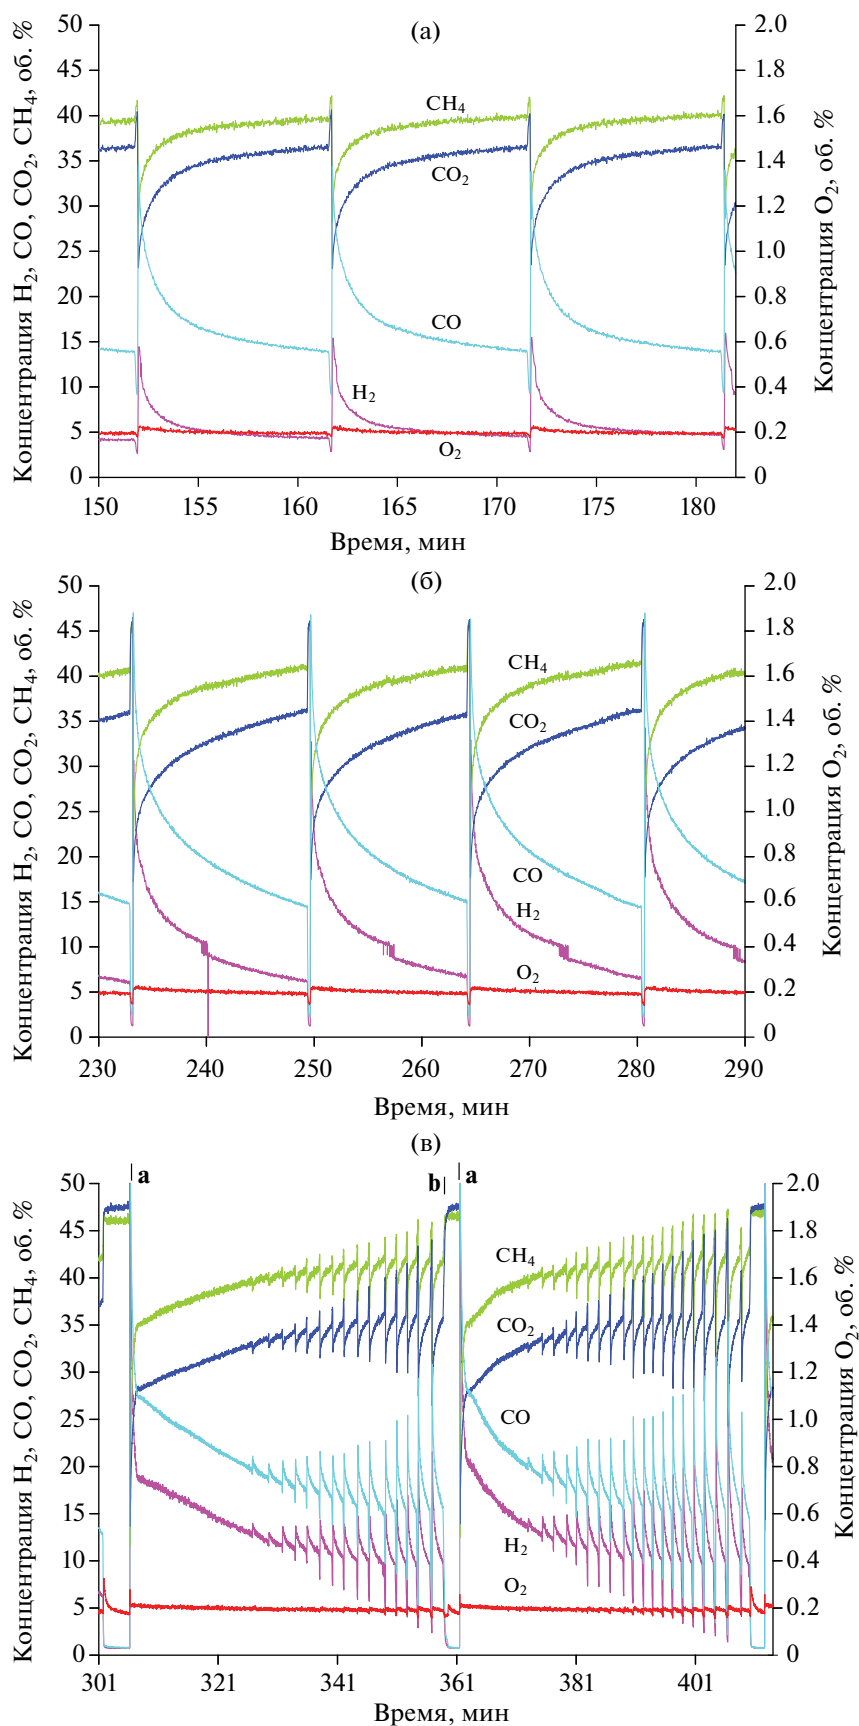 (а)
Концентрация H₂, CO, CO₂, CH₄, об. %
Концентрация O₂, об. %
50
45
40
35
30
25
20
15
10
5
0
2.0
1.8
1.6
1.4
1.2
1.0
0.8
0.6
0.4
0.2
0
CH₄
CO₂
CO
H₂
O₂
150 155 160 165 170 175 180
Время, мин
(б)
Концентрация H₂, CO, CO₂, CH₄, об. %
Концентрация O₂, об. %
50
45
40
35
30
25
20
15
10
5
0
2.0
1.8
1.6
1.4
1.2
1.0
0.8
0.6
0.4
0.2
0
CH₄
CO₂
CO
H₂
O₂
230 240 250 260 270 280 290
Время, мин
(в)
a b a
Концентрация H₂, CO, CO₂, CH₄, об. %
Концентрация O₂, об. %
50
45
40
35
30
25
20
15
10
5
0
2.0
1.8
1.6
1.4
1.2
1.0
0.8
0.6
0.4
0.2
0
CH₄
CO₂
CO
H₂
O₂
301 321 341 361 381 401
Время, мин